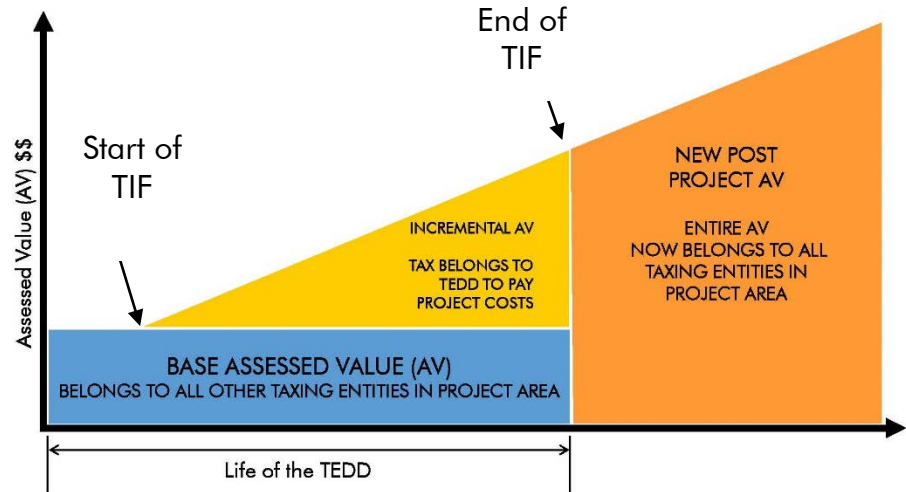 End of
TIF
Start of
TIF
Assessed Value (AV) $$
NEW POST
PROJECT AV
ENTIRE AV
NOW BELONGS TO ALL
TAXING ENTITIES IN
PROJECT AREA
INCREMENTAL AV
TAX BELONGS TO
TEDD TO PAY
PROJECT COSTS
BASE ASSESSED VALUE (AV)
BELONGS TO ALL OTHER TAXING ENTITIES IN PROJECT AREA
Life of the TEDD